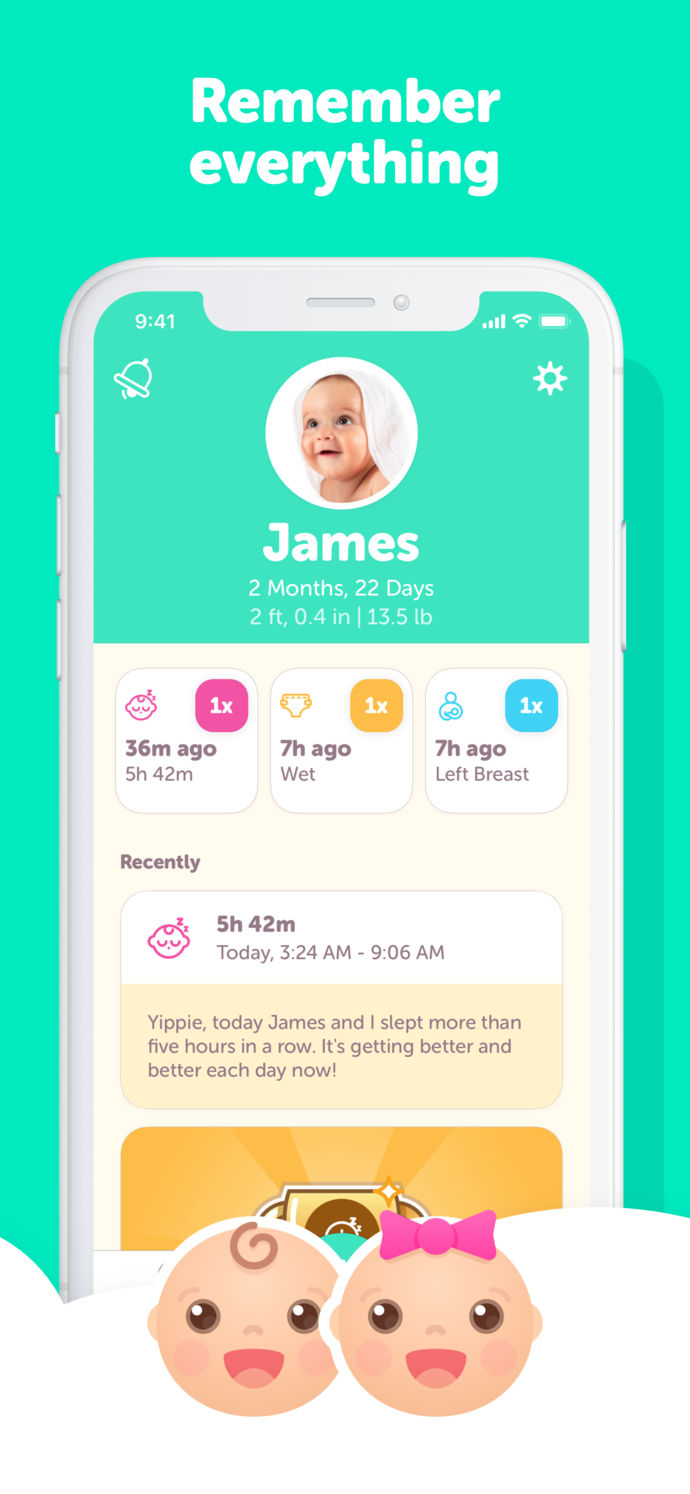 Remember
everything
9:41
James
2 Months, 22 Days
2 ft, 0.4 in | 13.5 lb
1x
36m ago
5h 42m
1x
7h ago
Wet
1x
7h ago
Left Breast
Recently
5h 42m
Today, 3:24 AM - 9:06 AM
Yippie, today James and I slept more than
five hours in a row. It's getting better and
better each day now!